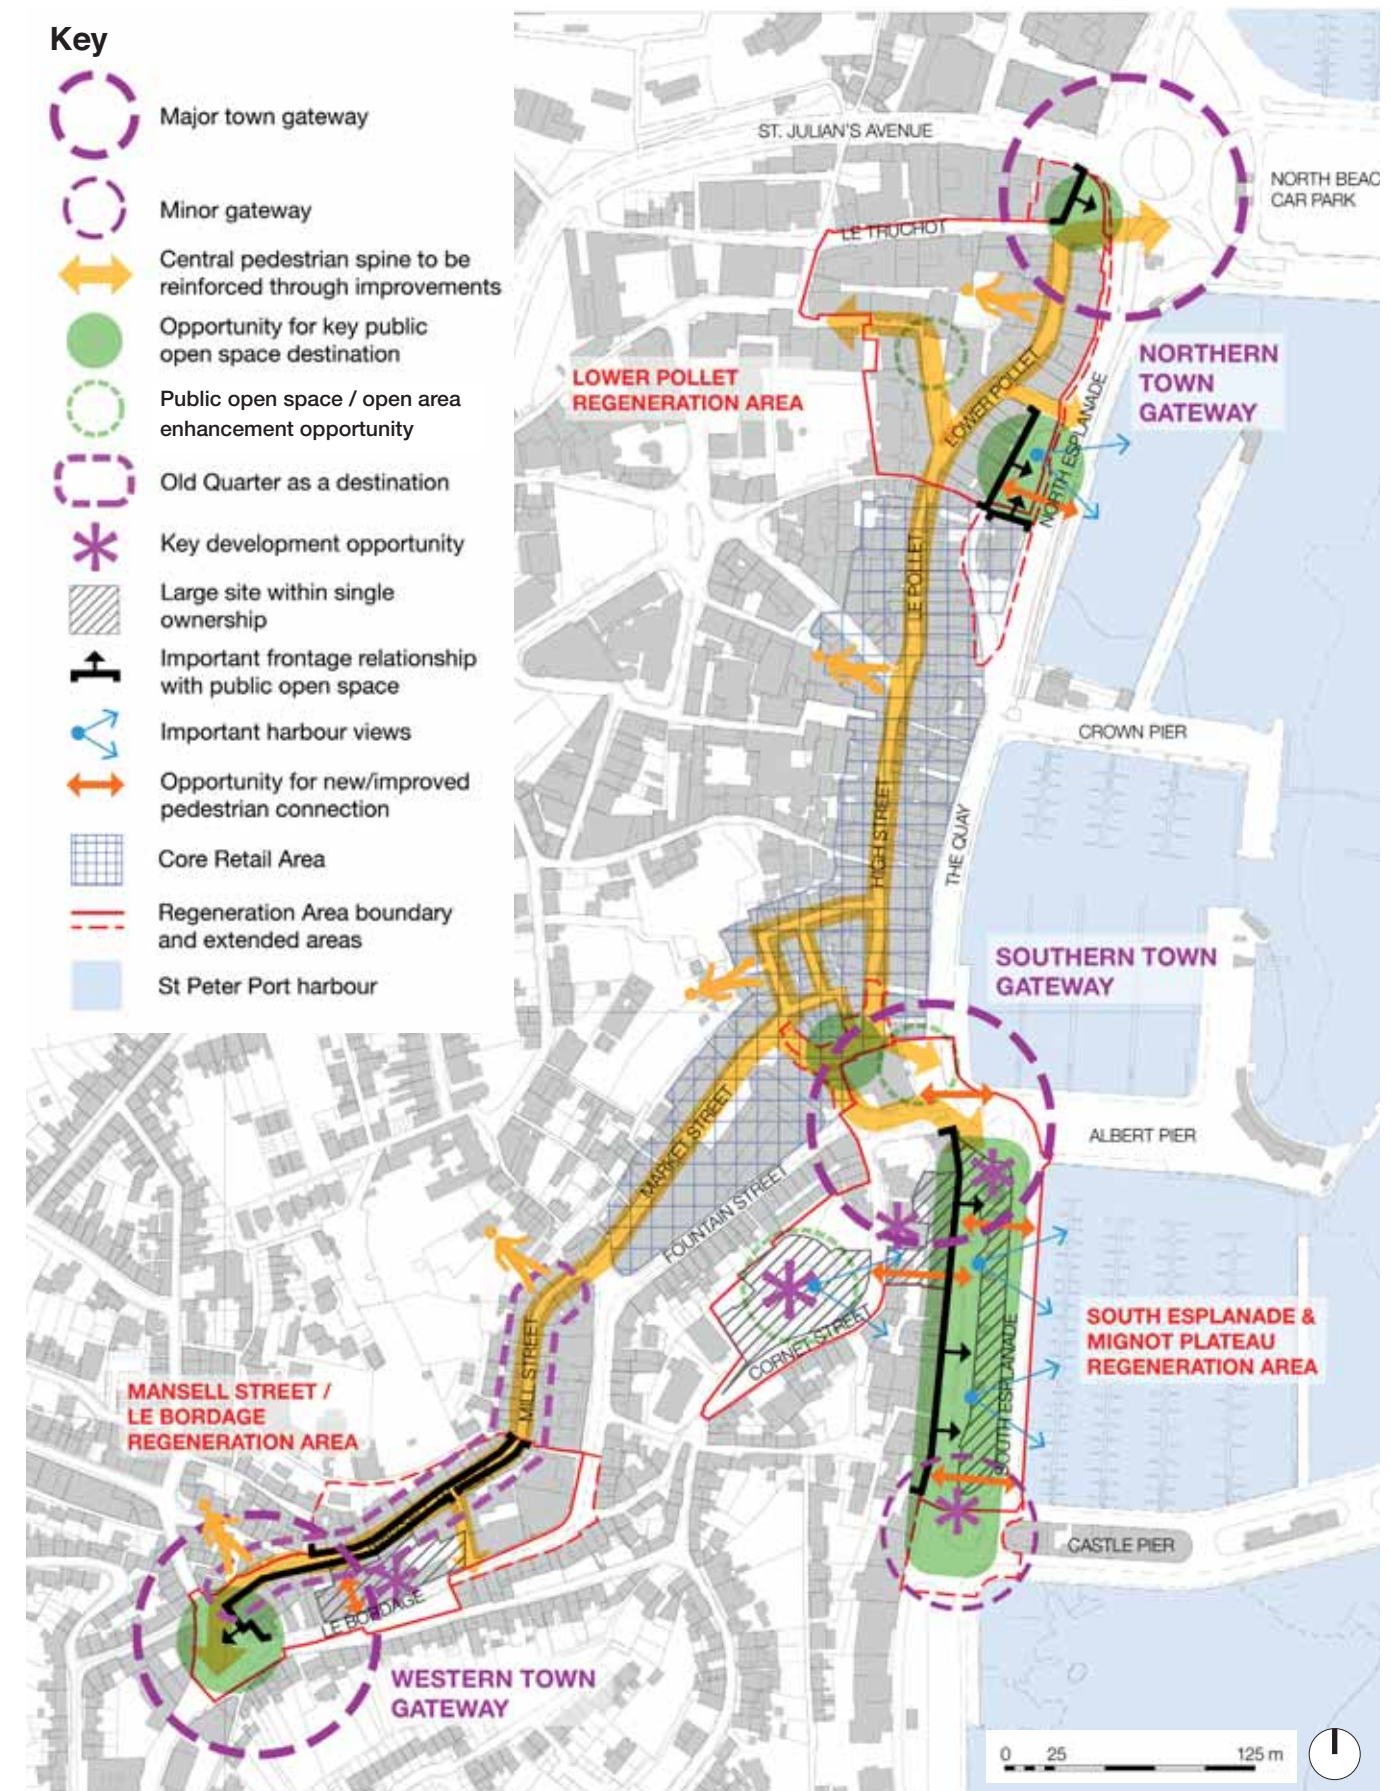 Key
Major town gateway
Minor gateway
Central pedestrian spine to be
reinforced through improvements
Opportunity for key public
open space destination
Public open space / open area
enhancement opportunity
Old Quarter as a destination
Key development opportunity
Large site within single
ownership
Important frontage relationship
with public open space
Important harbour views
Opportunity for new/improved
pedestrian connection
Core Retail Area
Regeneration Area boundary
and extended areas
St Peter Port harbour
ST. JULIAN'S AVENUE
NORTH BEAC
CAR PARK
LE TRUCHOT
NORTHERN
TOWN
GATEWAY
LOWER POLLET
REGENERATION AREA
LOWER POLLET
NORTH ESPLANADE
LE POLLET
CROWN PIER
HIGH STREET
THE QUAY
SOUTHERN TOWN
GATEWAY
ALBERT PIER
MARKET STREET
FOUNTAIN STREET
CORNET STREET
SOUTH ESPLANADE
SOUTH ESPLANADE &
MIGNOT PLATEAU
REGENERATION AREA
MILL STREET
MANSELL STREET /
LE BORDAGE
REGENERATION AREA
LE BORDAGE
CASTLE PIER
WESTERN TOWN
GATEWAY
0 25 125 m